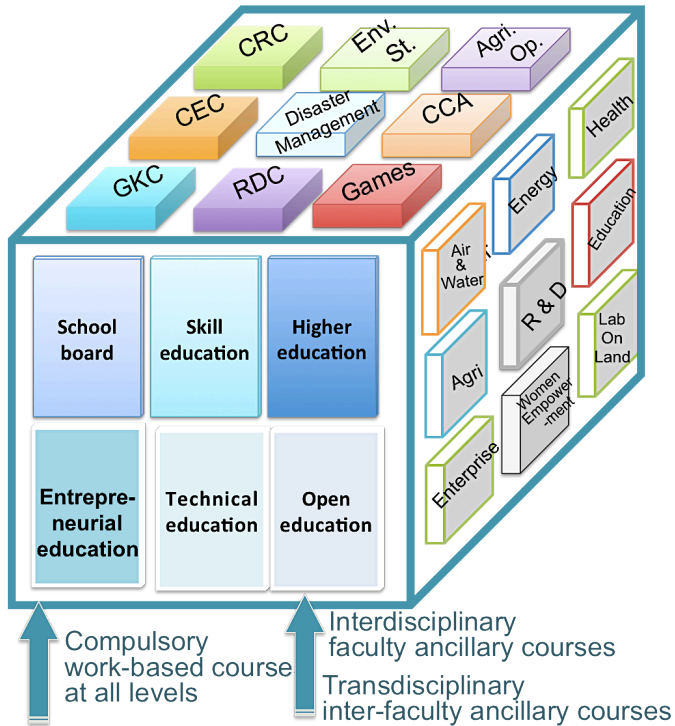 CRC
Env.
St.
Agri.
Op.
CEC
Disaster
Management
CCA
GKC
RDC
Games
Health
Energy
Education
Air
&
Water
R & D
Lab
On
Land
Agri
Women
Empower
-ment
Enterprise
School
board
Skill
education
Higher
education
Entrepre-
neurial
education
Technical
education
Open
education
Compulsory
work-based cours
at all levels
Interdisciplinary
faculty ancillary courses
Transdisciplinary
inter-faculty ancillary courses